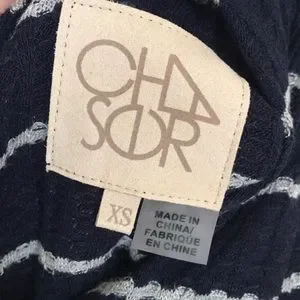 CHA
SER
XS
MADE IN
CHINA/
FABRIQUÉ
EN CHINE